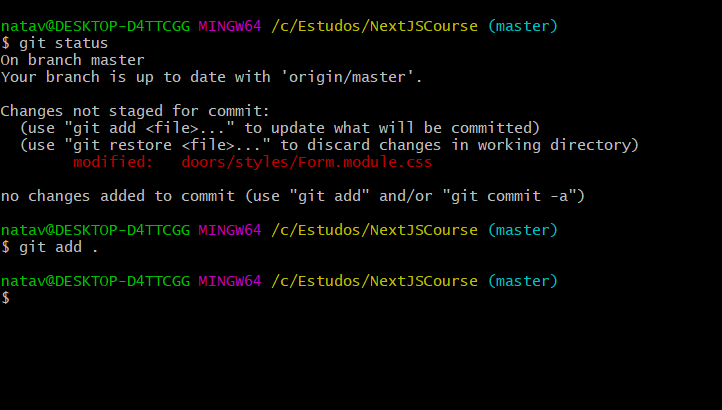 natav@DESKTOP-D4TTCGG MINGW64 /c/Estudos/NextJSCourse (master)
$ git status
On branch master
Your branch is up to date with 'origin/master'.
Changes not staged for commit:
  (use "git add <file>..." to update what will be committed)
  (use "git restore <file>..." to discard changes in working directory)
        modified:   doors/styles/Form.module.css
no changes added to commit (use "git add" and/or "git commit -a")
natav@DESKTOP-D4TTCGG MINGW64 /c/Estudos/NextJSCourse (master)
$ git add .
natav@DESKTOP-D4TTCGG MINGW64 /c/Estudos/NextJSCourse (master)
$